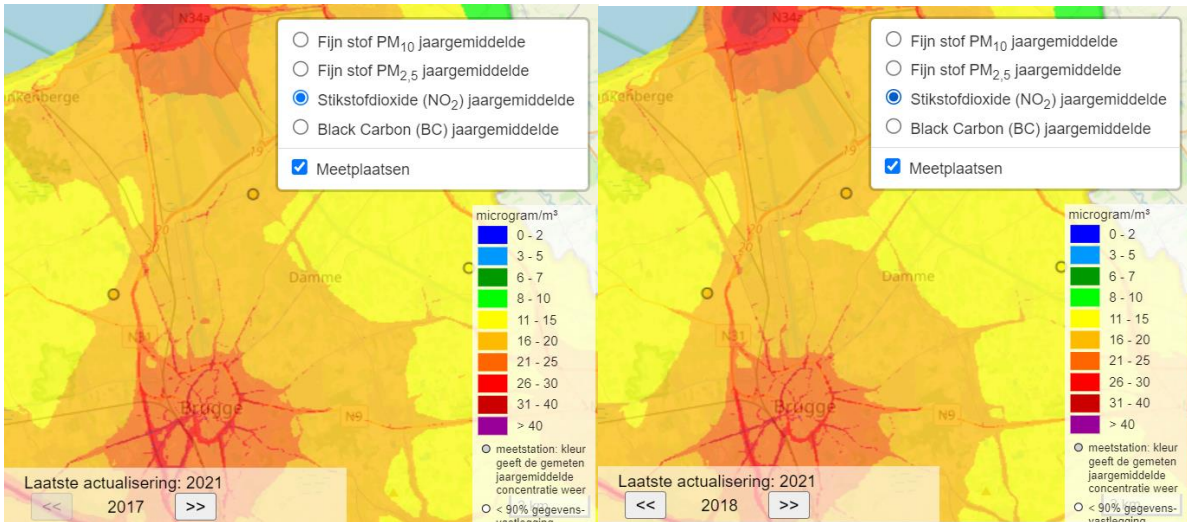 N34a
Fijn stof PM10 jaargemiddelde
Fijn stof PM2,5 jaargemiddelde
Stikstofdioxide (NO2) jaargemiddelde
Black Carbon (BC) jaargemiddelde
Meetplaatsen
nkenberge
19
20
Damme
N31
Brugge
N9
microgram/m³
0 - 2
3 - 5
6 - 7
8 - 10
11 - 15
16 - 20
21 - 25
26 - 30
31 - 40
> 40
meetstation: kleur
geeft de gemeten
jaargemiddelde
concentratie weer
< 90% gegevens-
vastlegging
Laatste actualisering: 2021
<< 2017 >>
N34a
Fijn stof PM10 jaargemiddelde
Fijn stof PM2,5 jaargemiddelde
Stikstofdioxide (NO2) jaargemiddelde
Black Carbon (BC) jaargemiddelde
Meetplaatsen
nkenberge
19
20
Damme
N31
Brugge
N9
microgram/m³
0 - 2
3 - 5
6 - 7
8 - 10
11 - 15
16 - 20
21 - 25
26 - 30
31 - 40
> 40
meetstation: kleur
geeft de gemeten
jaargemiddelde
concentratie weer
< 90% gegevens-
vastlegging
Laatste actualisering: 2021
<< 2018 >>